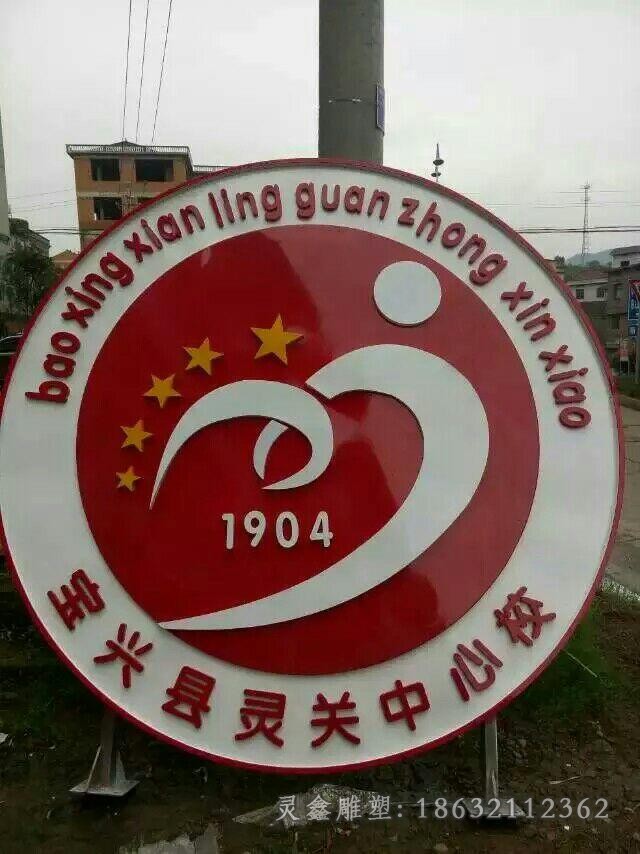 bao xing xian ling guan zhong xin xiao
1904
宝兴县灵关中心校
灵鑫雕塑: 18632112362